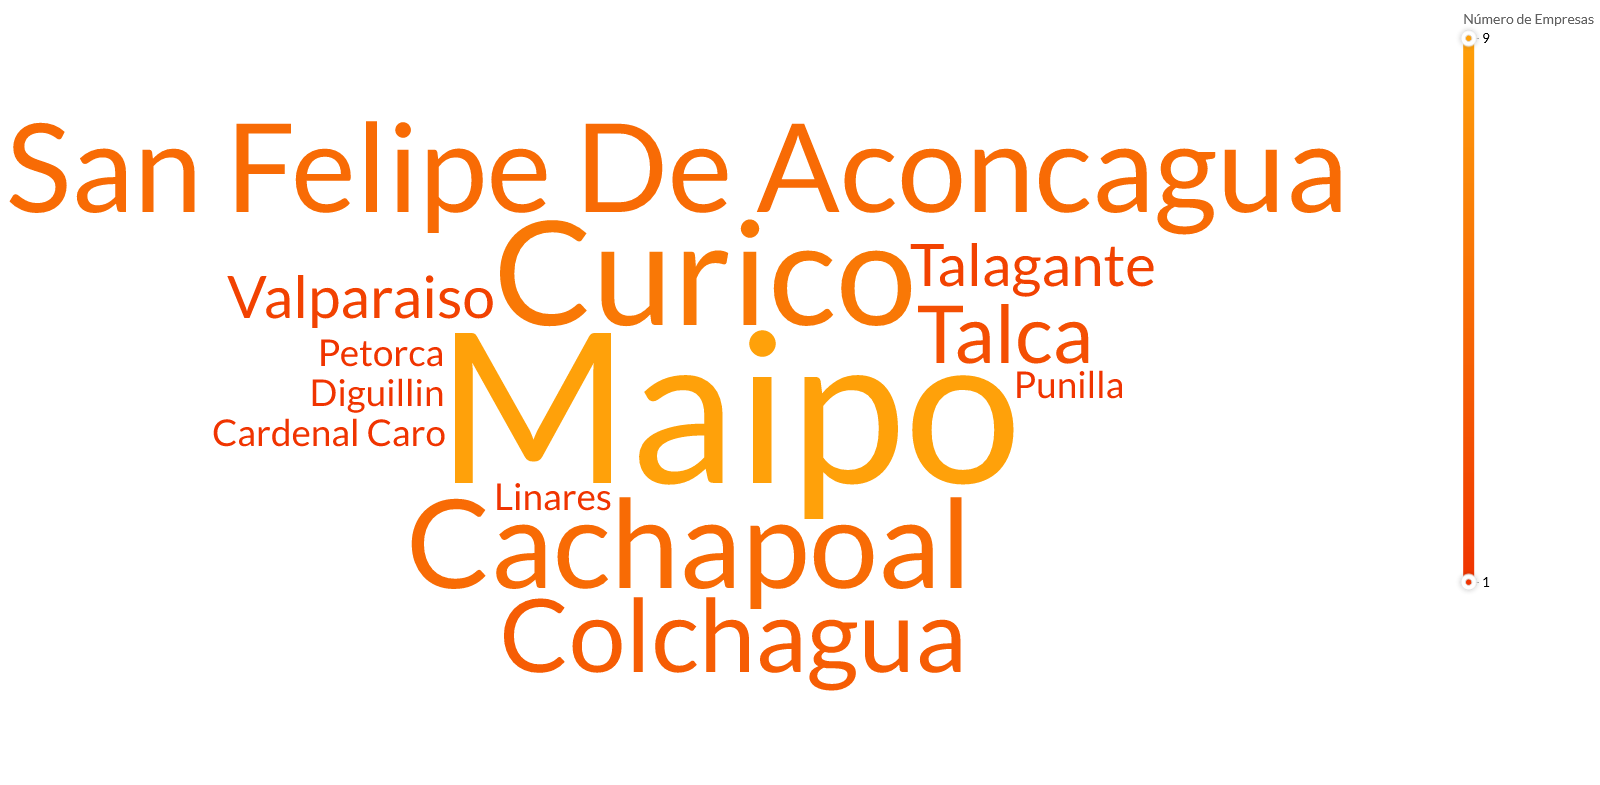 Número de Empresas
9
San Felipe De Aconcagua
Curico
Talagante
Valparaiso
Talca
Petorca
Maipo
Punilla
Diguillin
Cardenal Caro
Linares
Cachapoal
1
Colchagua